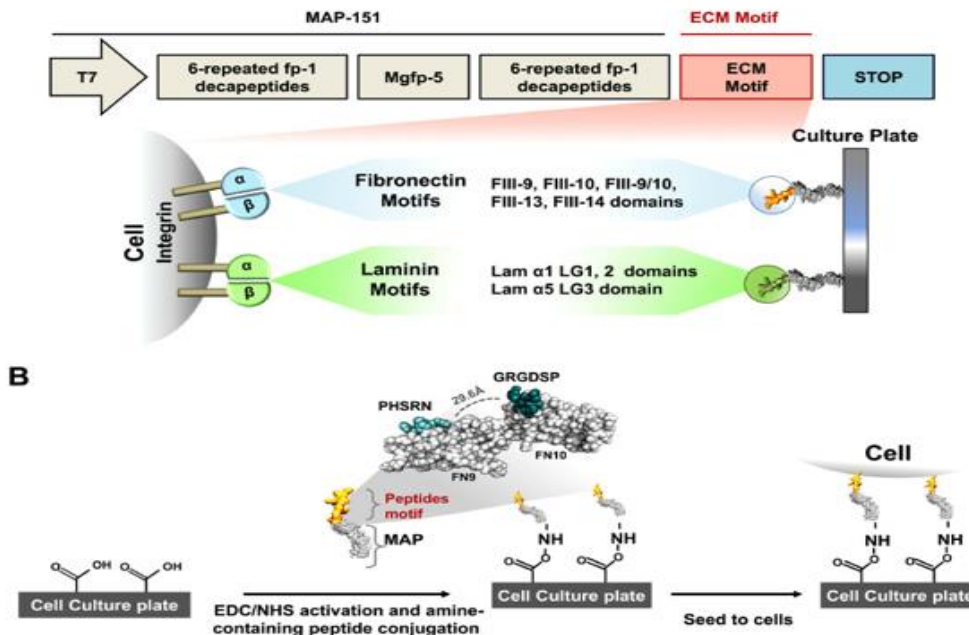 MAP-151
ECM Motif
T7
6-repeated fp-1
decapeptides
Mgfp-5
6-repeated fp-1
decapeptides
ECM
Motif
STOP
Culture Plate
Cell
Integrin
α
β
Fibronectin
Motifs
FIII-9, FIII-10, FIII-9/10,
FIII-13, FIII-14 domains
α
β
Laminin
Motifs
Lam α1 LG1, 2 domains
Lam α5 LG3 domain
B
GRGDSP
29.6Å
PHSRN
FN10
FN9
Peptides
motif
MAP
Cell
O OH O OH
NH NH
O O
O O
NH NH
O O
O O
Cell Culture plate
Cell Culture plate
Cell Culture plate
EDC/NHS activation and amine-
containing peptide conjugation
Seed to cells